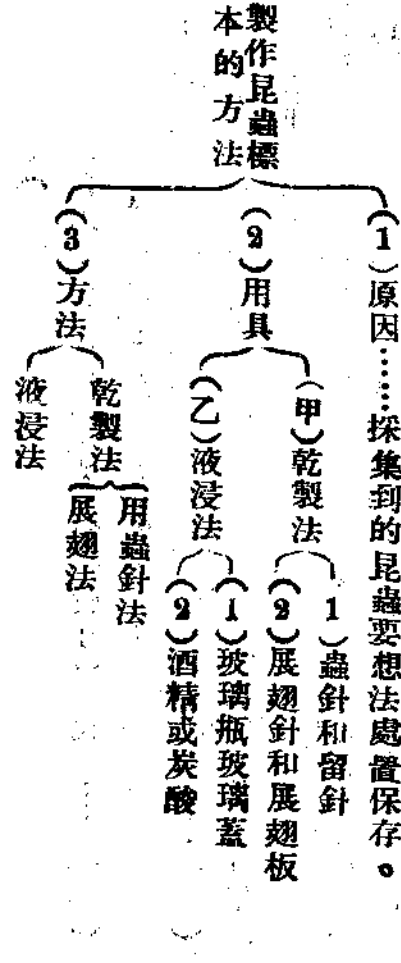 製作昆蟲標
本的方法
(1)原因……採集到的昆蟲要想法處置保存。
(2)用具
(甲)乾製法
1)蟲針和留針
(2)展翅針和展翅板
(乙)液浸法
(1)玻璃瓶玻璃蓋
(2)酒精或炭酸
(3)方法
乾製法
用蟲針法
展翅法
液浸法